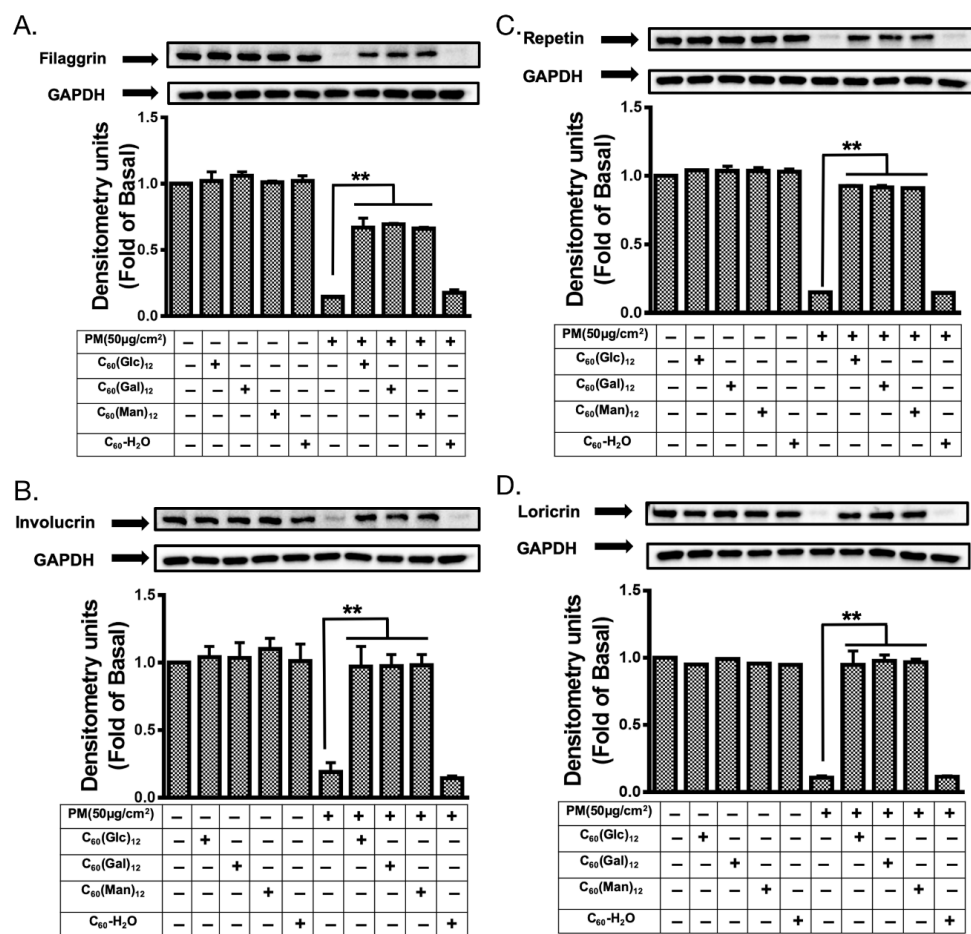 A.
Filaggrin
GAPDH
Densitometry units
(Fold of Basal)
1.5
1.0
0.5
0.0
**
PM(50µg/cm²) – – – – – + + + + +
C₆₀(Glc)₁₂ – + – – – – + – – –
C₆₀(Gal)₁₂ – – + – – – – + – –
C₆₀(Man)₁₂ – – – + – – – – + –
C₆₀-H₂O – – – – + – – – – +
B.
Involucrin
GAPDH
Densitometry units
(Fold of Basal)
1.5
1.0
0.5
0.0
**
PM(50µg/cm²) – – – – – + + + + +
C₆₀(Glc)₁₂ – + – – – – + – – –
C₆₀(Gal)₁₂ – – + – – – – + – –
C₆₀(Man)₁₂ – – – + – – – – + –
C₆₀-H₂O – – – – + – – – – +
C.
Repetin
GAPDH
Densitometry units
(Fold of Basal)
1.5
1.0
0.5
0.0
**
PM(50µg/cm²) – – – – – + + + + +
C₆₀(Glc)₁₂ – + – – – – + – – –
C₆₀(Gal)₁₂ – – + – – – – + – –
C₆₀(Man)₁₂ – – – + – – – – + –
C₆₀-H₂O – – – – + – – – – +
D.
Loricrin
GAPDH
Densitometry units
(Fold of Basal)
1.5
1.0
0.5
0.0
**
PM(50µg/cm²) – – – – – + + + + +
C₆₀(Glc)₁₂ – + – – – – + – – –
C₆₀(Gal)₁₂ – – + – – – – + – –
C₆₀(Man)₁₂ – – – + – – – – + –
C₆₀-H₂O – – – – + – – – – +